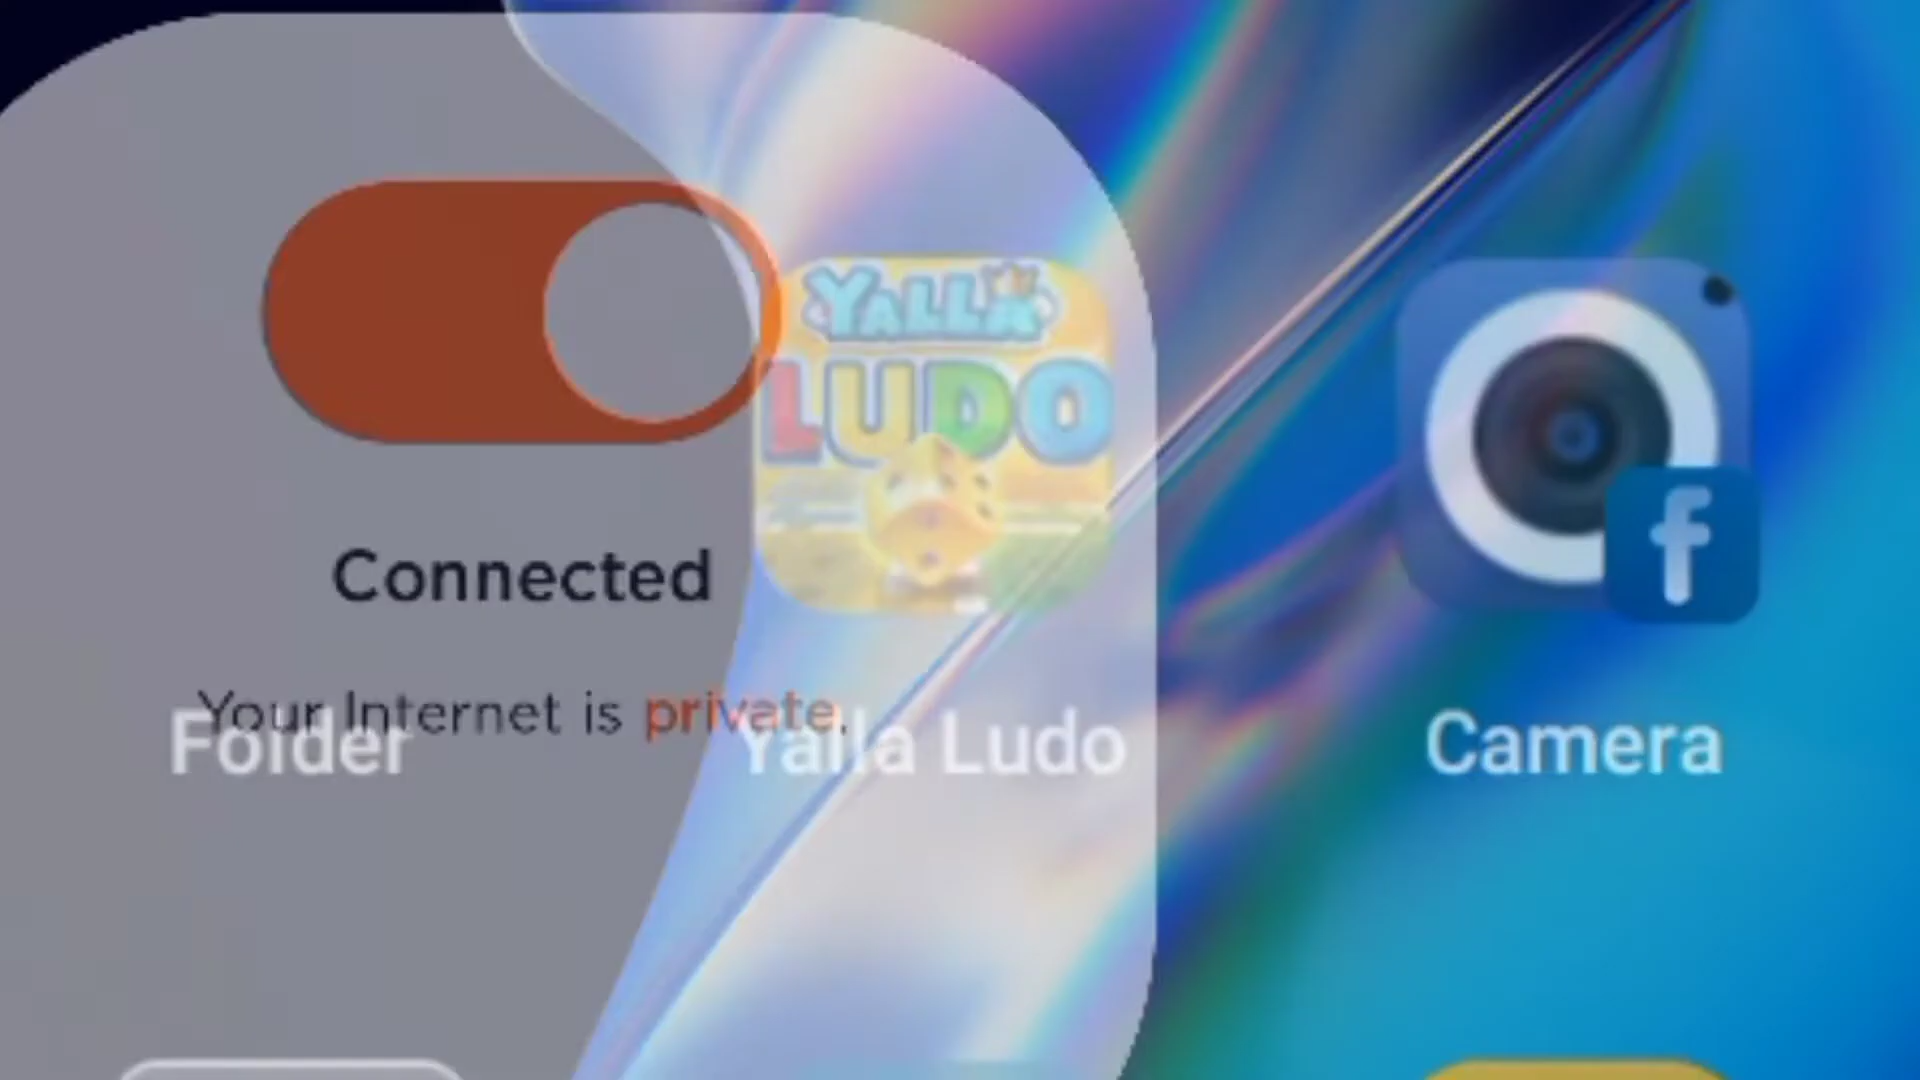 YALLA
LUDO
f
Connected
Your Internet is private.
Folder
Yalla Ludo
Camera